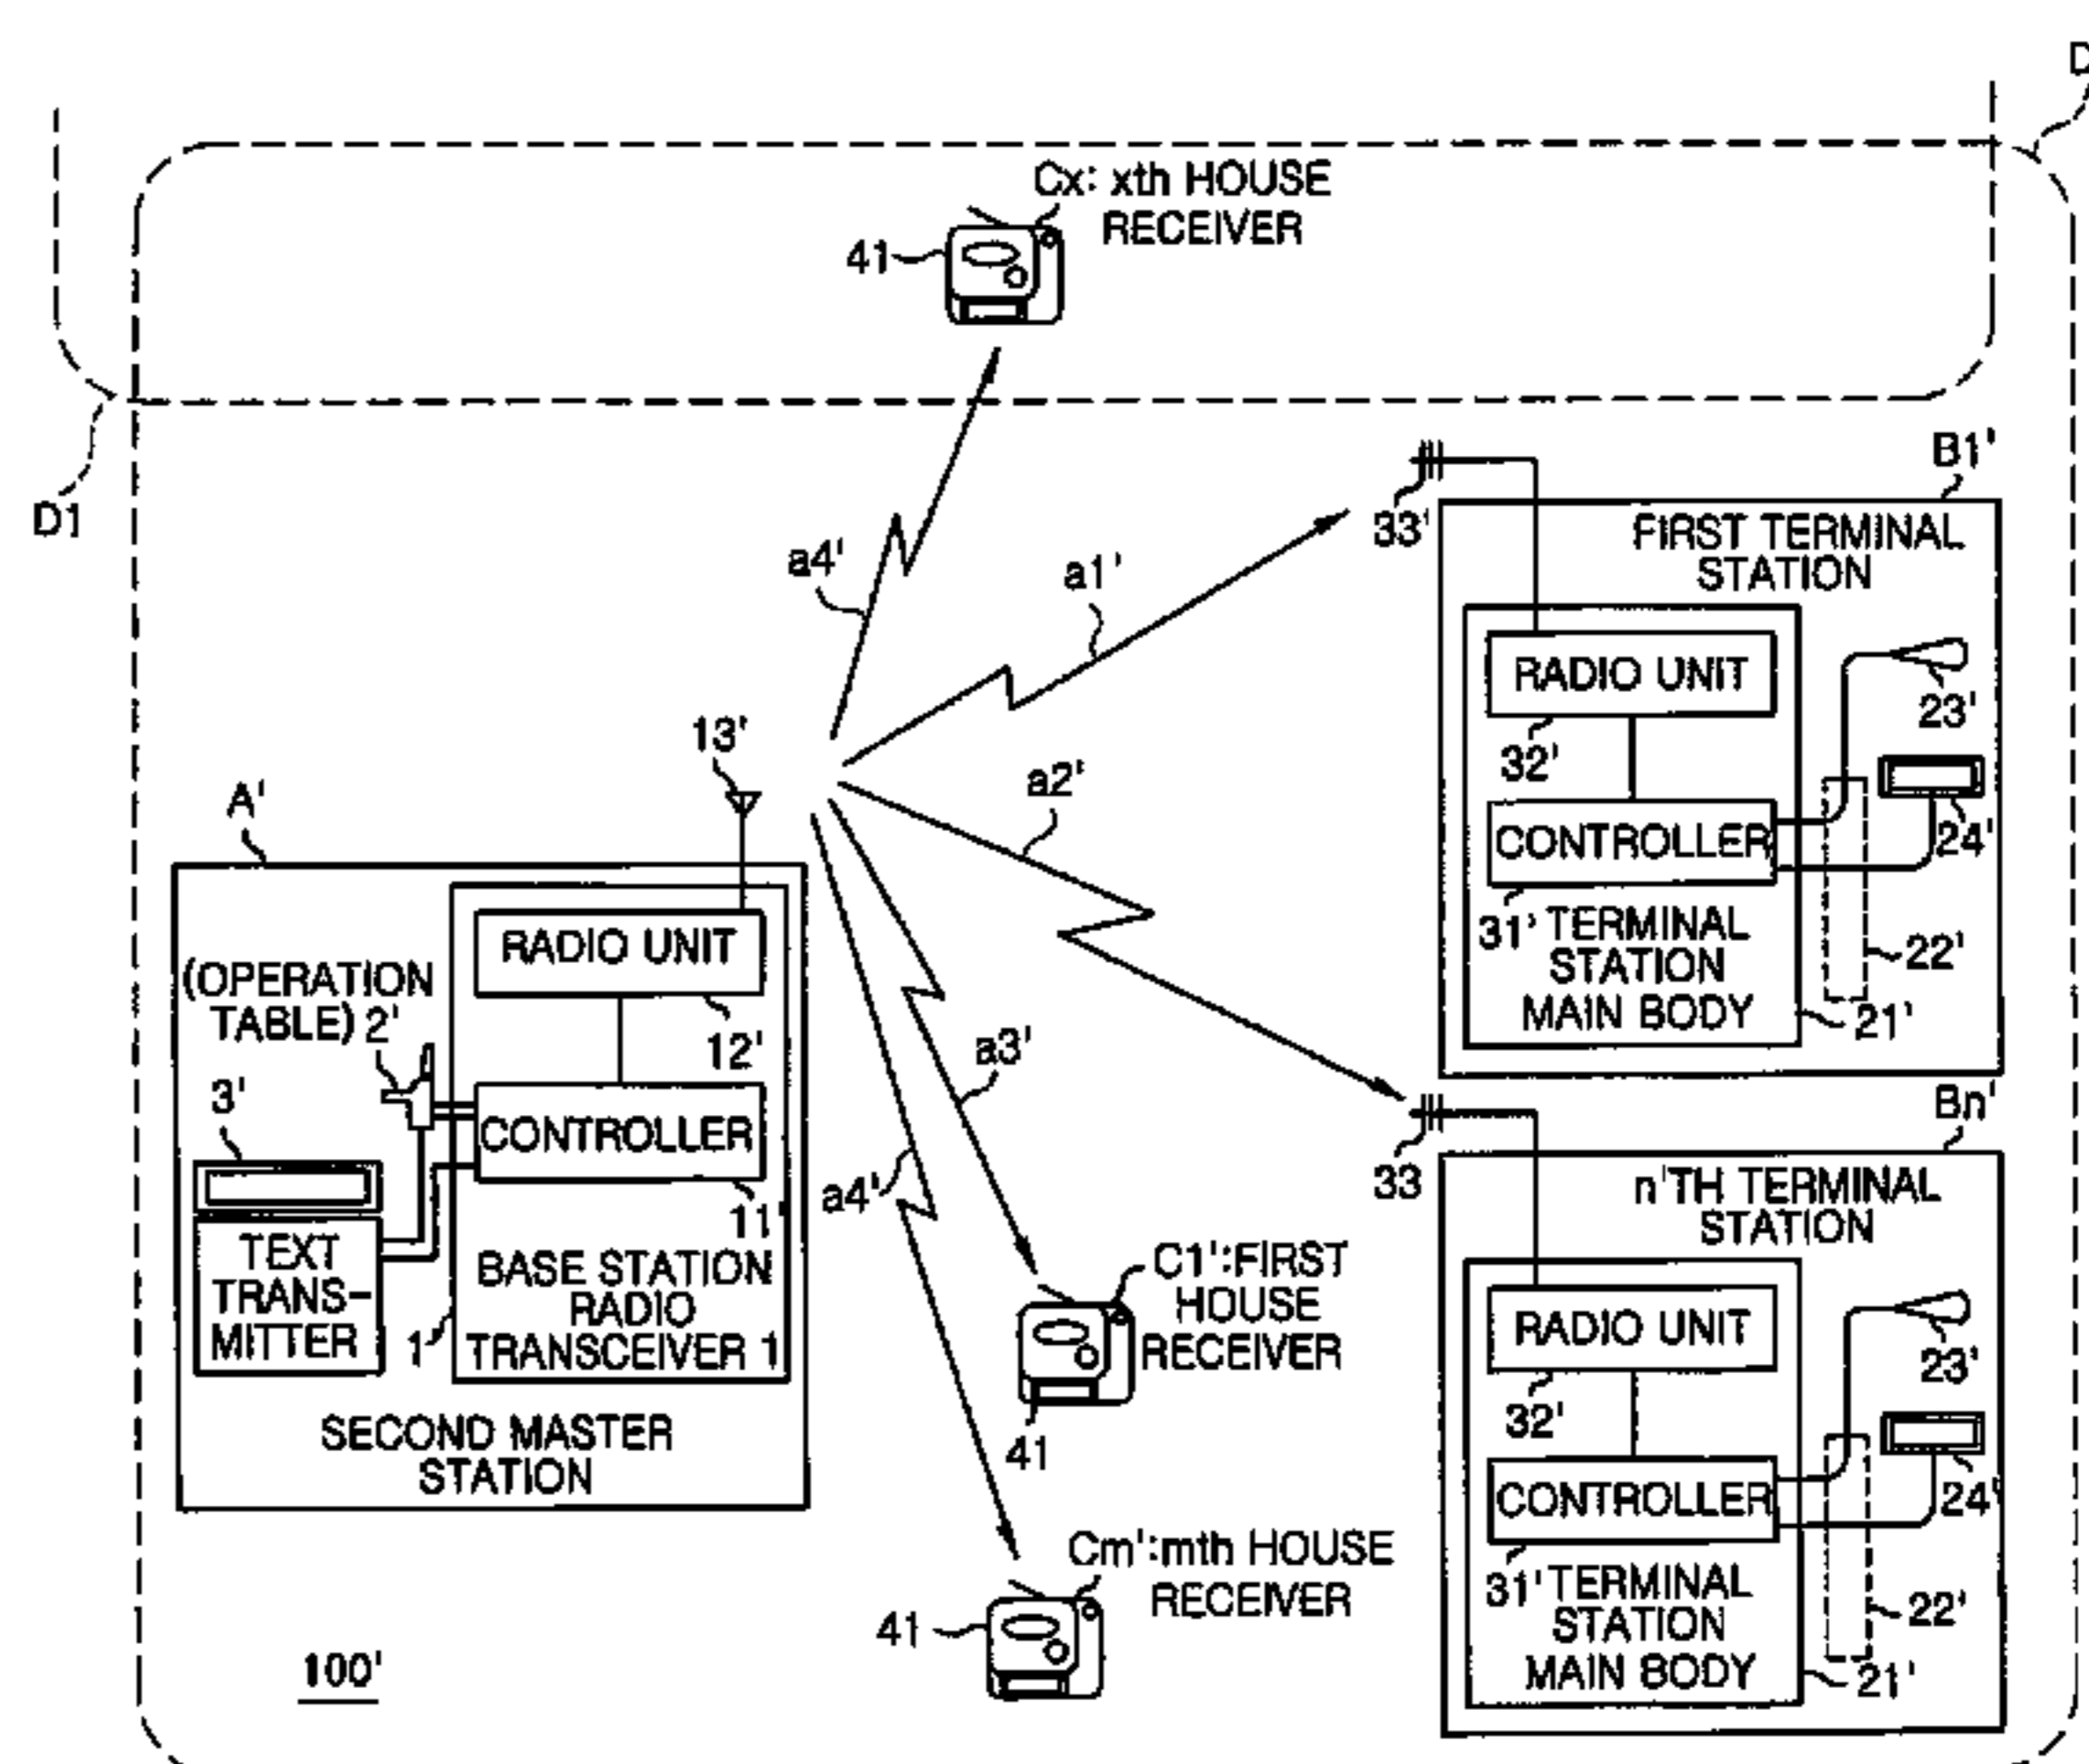 D
Cx: xth HOUSE
RECEIVER
41
D1
B1'
33'
FIRST TERMINAL
STATION
a4'
a1'
RADIO UNIT
23'
32'
13'
a2'
A'
CONTROLLER
24'
31'
TERMINAL
STATION
MAIN BODY
22'
21'
RADIO UNIT
(OPERATION
TABLE) 2'
12'
a3'
3'
CONTROLLER
Bn'
33
a4'
n'TH TERMINAL
STATION
11'
TEXT
TRANS-
MITTER
BASE STATION
RADIO
TRANSCEIVER 1
1
C1':FIRST
HOUSE
RECEIVER
RADIO UNIT
23'
32'
41
SECOND MASTER
STATION
CONTROLLER
24'
Cm':mth HOUSE
RECEIVER
41
31'
TERMINAL
STATION
MAIN BODY
22'
21'
100'